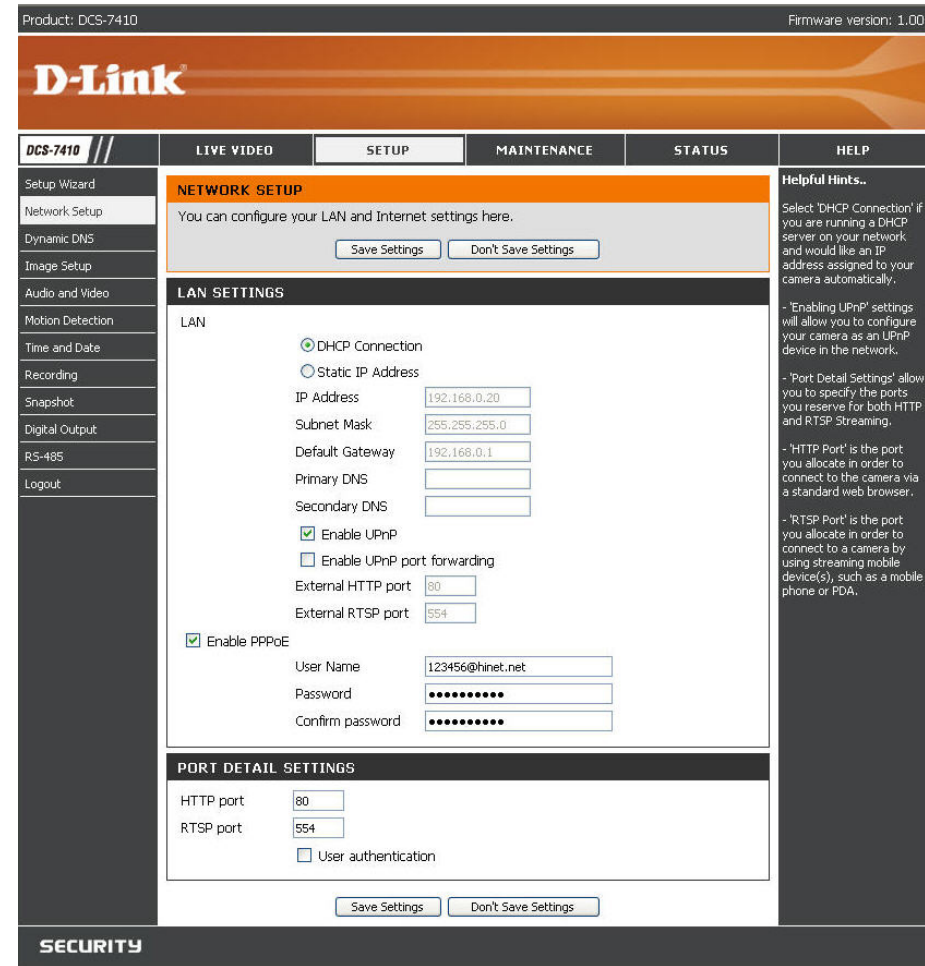 Product: DCS-7410
Firmware version: 1.00
D-Link®
DCS-7410
LIVE VIDEO
SETUP
MAINTENANCE
STATUS
HELP
Setup Wizard
Network Setup
Dynamic DNS
Image Setup
Audio and Video
Motion Detection
Time and Date
Recording
Snapshot
Digital Output
RS-485
Logout
NETWORK SETUP
You can configure your LAN and Internet settings here.
Save Settings
Don't Save Settings
LAN SETTINGS
LAN
DHCP Connection
Static IP Address
IP Address 192.168.0.20
Subnet Mask 255.255.255.0
Default Gateway 192.168.0.1
Primary DNS
Secondary DNS
Enable UPnP
Enable UPnP port forwarding
External HTTP port 80
External RTSP port 554
Enable PPPoE
User Name 123456@hinet.net
Password ●●●●●●●●●●
Confirm password ●●●●●●●●●●
PORT DETAIL SETTINGS
HTTP port 80
RTSP port 554
User authentication
Save Settings
Don't Save Settings
Helpful Hints..
Select 'DHCP Connection' if
you are running a DHCP
server on your network
and would like an IP
address assigned to your
camera automatically.
- 'Enabling UPnP' settings
will allow you to configure
your camera as an UPnP
device in the network.
- 'Port Detail Settings' allow
you to specify the ports
you reserve for both HTTP
and RTSP Streaming.
- 'HTTP Port' is the port
you allocate in order to
connect to the camera via
a standard web browser.
- 'RTSP Port' is the port
you allocate in order to
connect to a camera by
using streaming mobile
device(s), such as a mobile
phone or PDA.
SECURITY